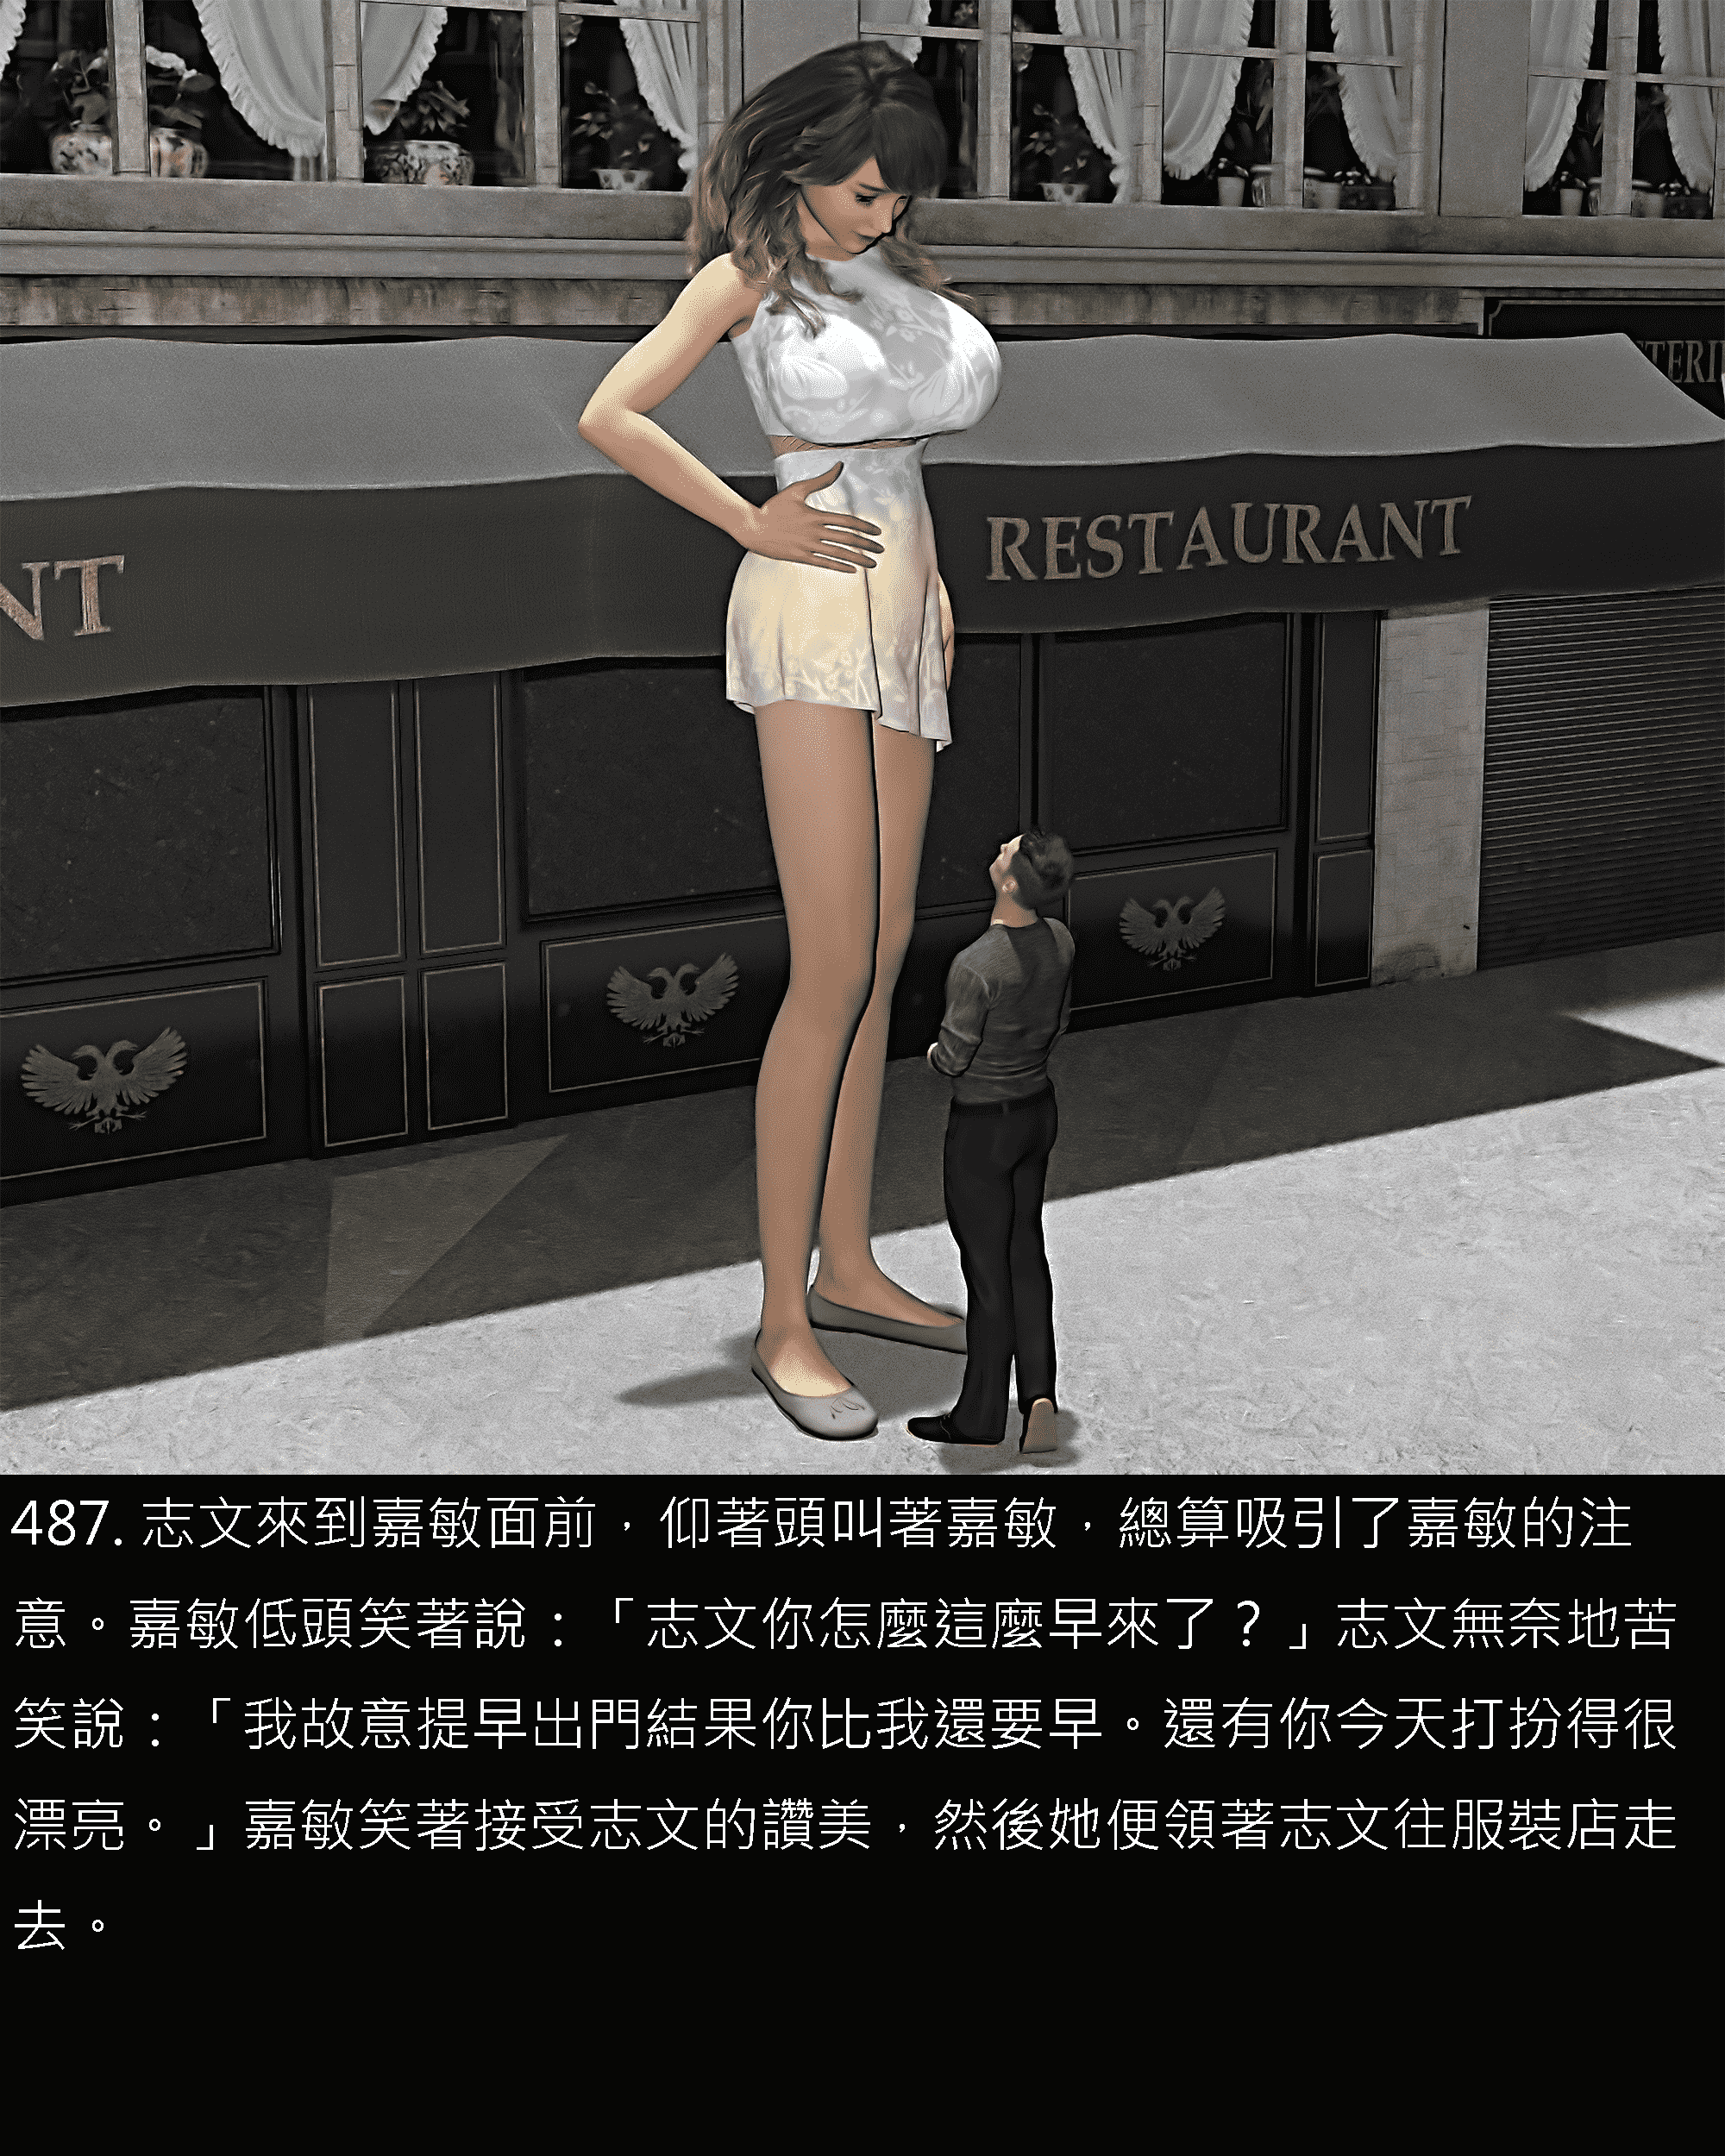 TERI
RESTAURANT
NT
487. 志文來到嘉敏面前，仰著頭叫著嘉敏，總算吸引了嘉敏的注
意。嘉敏低頭笑著說：「志文你怎麼這麼早來了？」志文無奈地苦
笑說：「我故意提早出門結果你比我還要早。還有你今天打扮得很
漂亮。」嘉敏笑著接受志文的讚美，然後她便領著志文往服裝店走
去。